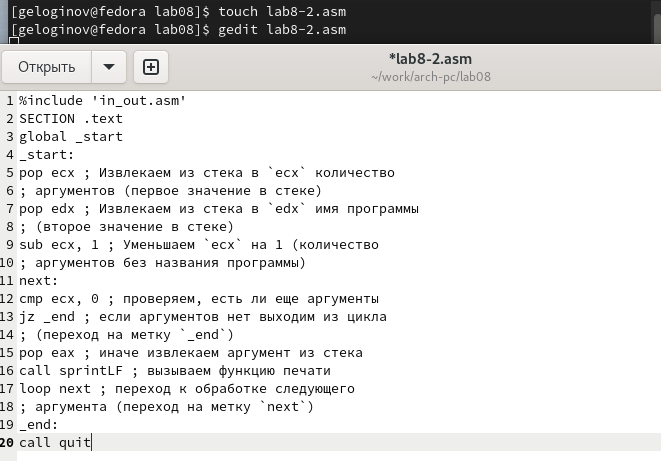 [geloginov@fedora lab08]$ touch lab8-2.asm
[geloginov@fedora lab08]$ gedit lab8-2.asm
Открыть
*lab8-2.asm
~/work/arch-pc/lab08
1 %include 'in_out.asm'
2 SECTION .text
3 global _start
4 _start:
5 pop ecx ; Извлекаем из стека в `ecx` количество
6 ; аргументов (первое значение в стеке)
7 pop edx ; Извлекаем из стека в `edx` имя программы
8 ; (второе значение в стеке)
9 sub ecx, 1 ; Уменьшаем `ecx` на 1 (количество
10 ; аргументов без названия программы)
11 next:
12 cmp ecx, 0 ; проверяем, есть ли еще аргументы
13 jz _end ; если аргументов нет выходим из цикла
14 ; (переход на метку `_end`)
15 pop eax ; иначе извлекаем аргумент из стека
16 call sprintLF ; вызываем функцию печати
17 loop next ; переход к обработке следующего
18 ; аргумента (переход на метку `next`)
19 _end:
20 call quit